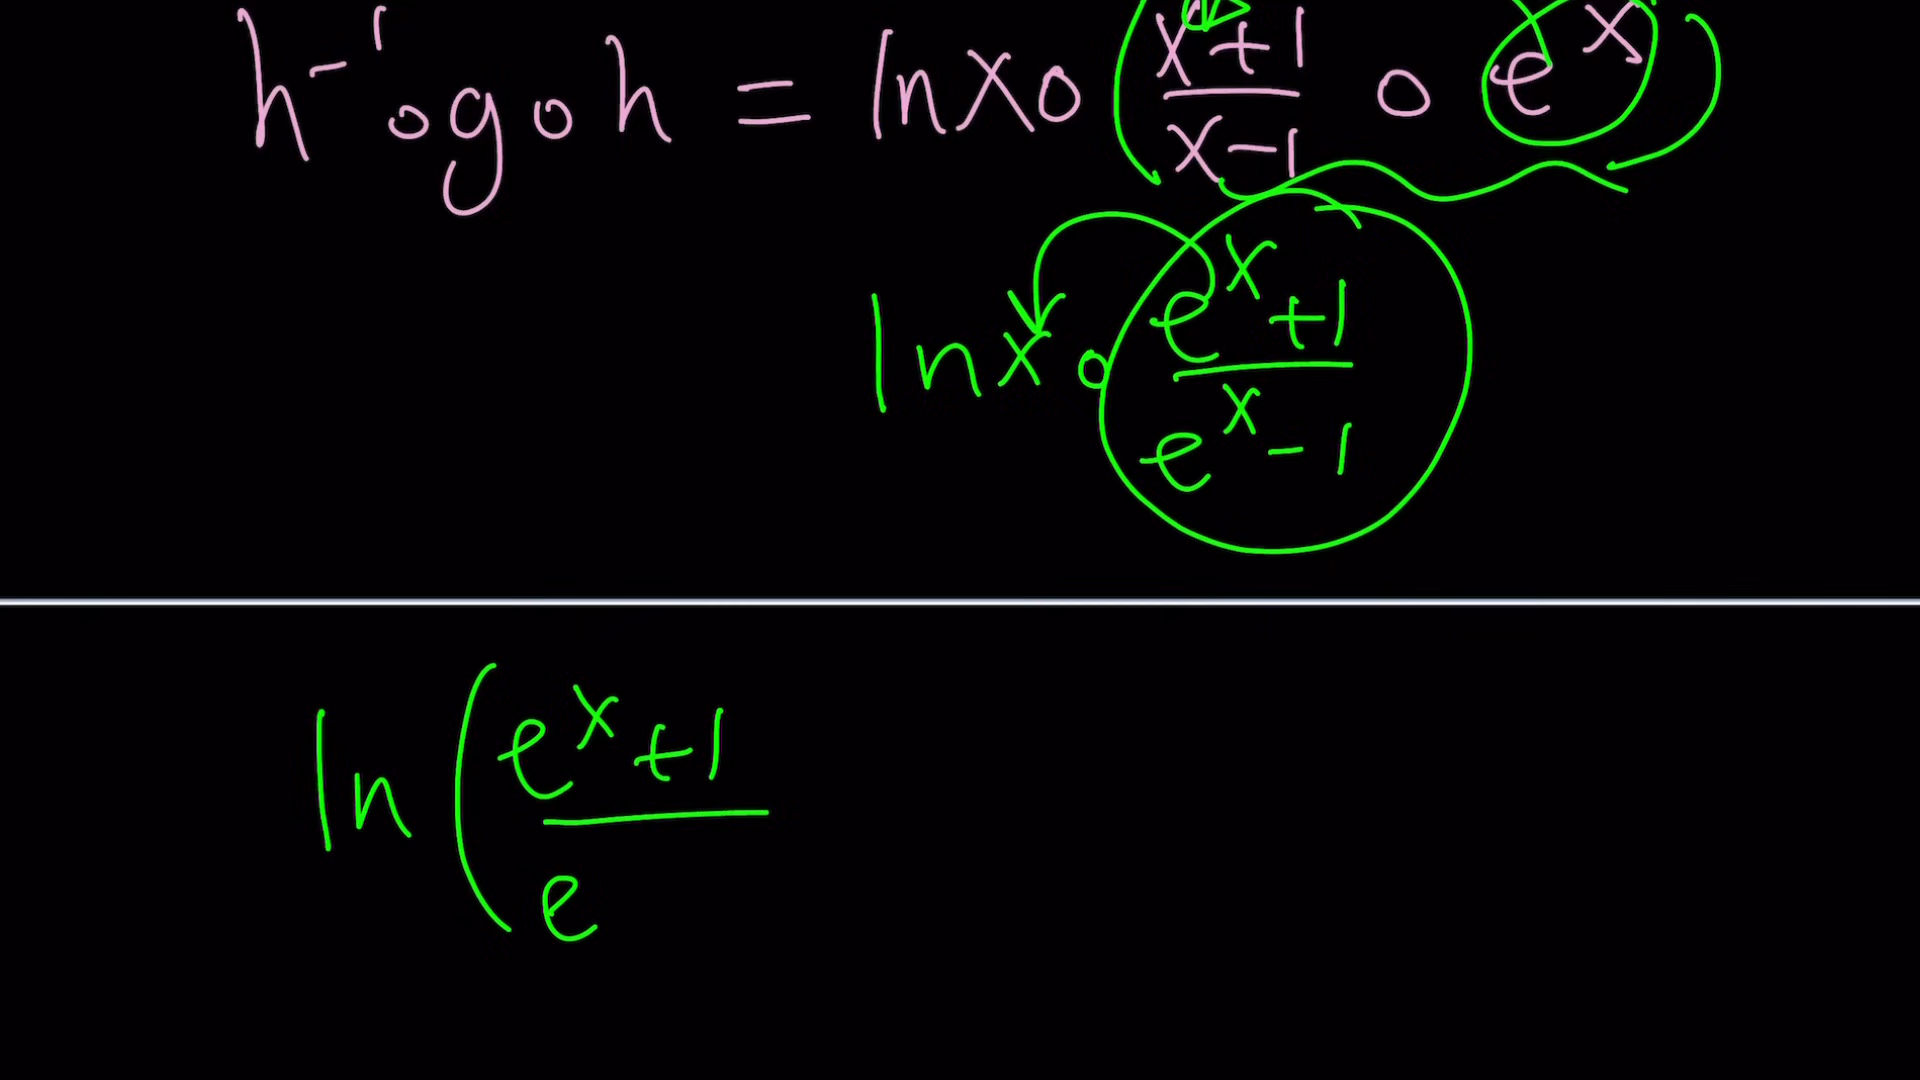 h⁻¹ ∘ g ∘ h = ln x ∘ (x+1)/(x-1) ∘ eˣ
ln x ∘ (eˣ+1)/(eˣ-1)
ln ( eˣ+1
e